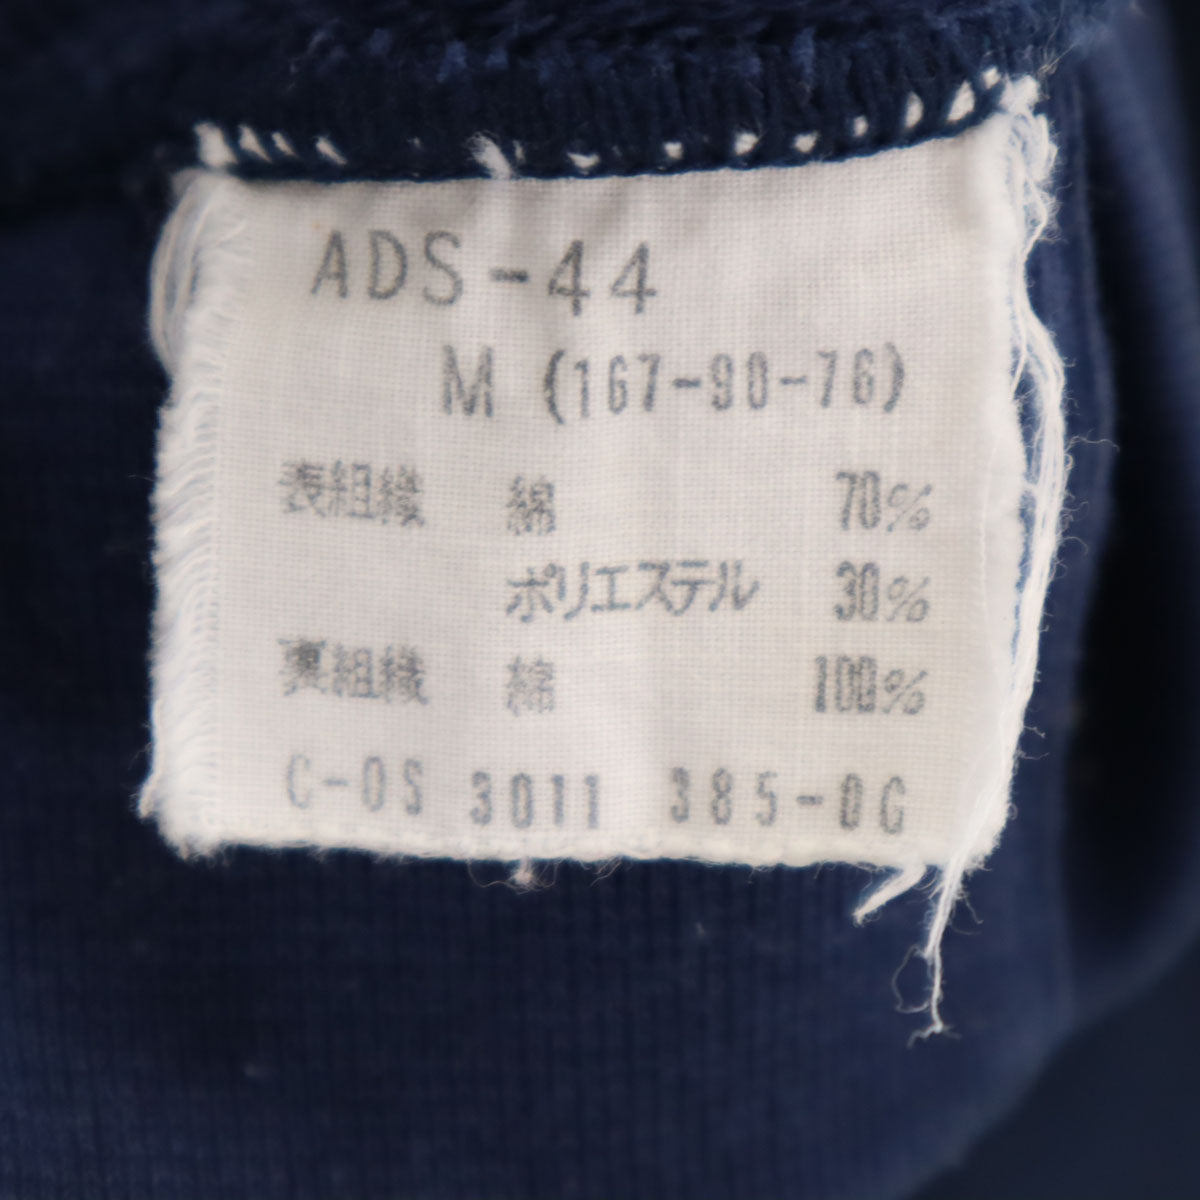 ADS-44
M (167-90-76)
表組織 綿 70%
ポリエステル 30%
裏組織 綿 100%
C-OS 3011 385-0G